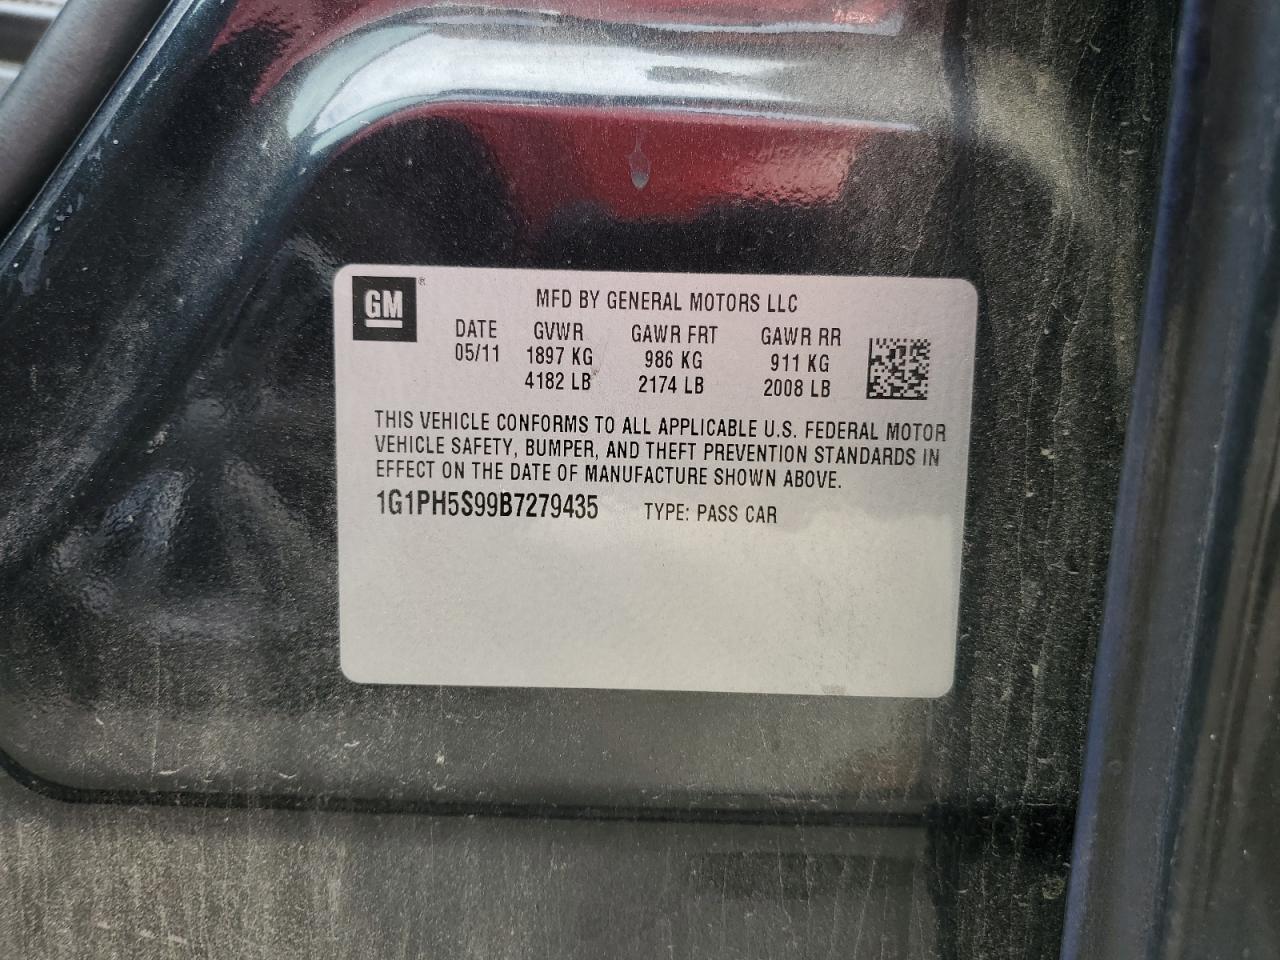 GM®
MFD BY GENERAL MOTORS LLC
DATE GVWR GAWR FRT GAWR RR
05/11 1897 KG 986 KG 911 KG
4182 LB 2174 LB 2008 LB
THIS VEHICLE CONFORMS TO ALL APPLICABLE U.S. FEDERAL MOTOR
VEHICLE SAFETY, BUMPER, AND THEFT PREVENTION STANDARDS IN
EFFECT ON THE DATE OF MANUFACTURE SHOWN ABOVE.
1G1PH5S99B7279435 TYPE: PASS CAR